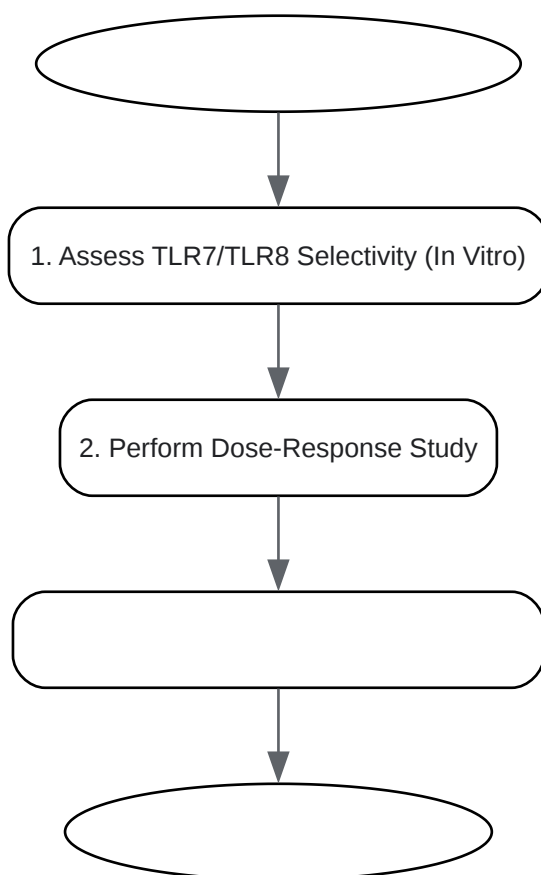 1. Assess TLR7/TLR8 Selectivity (In Vitro)
2. Perform Dose-Response Study